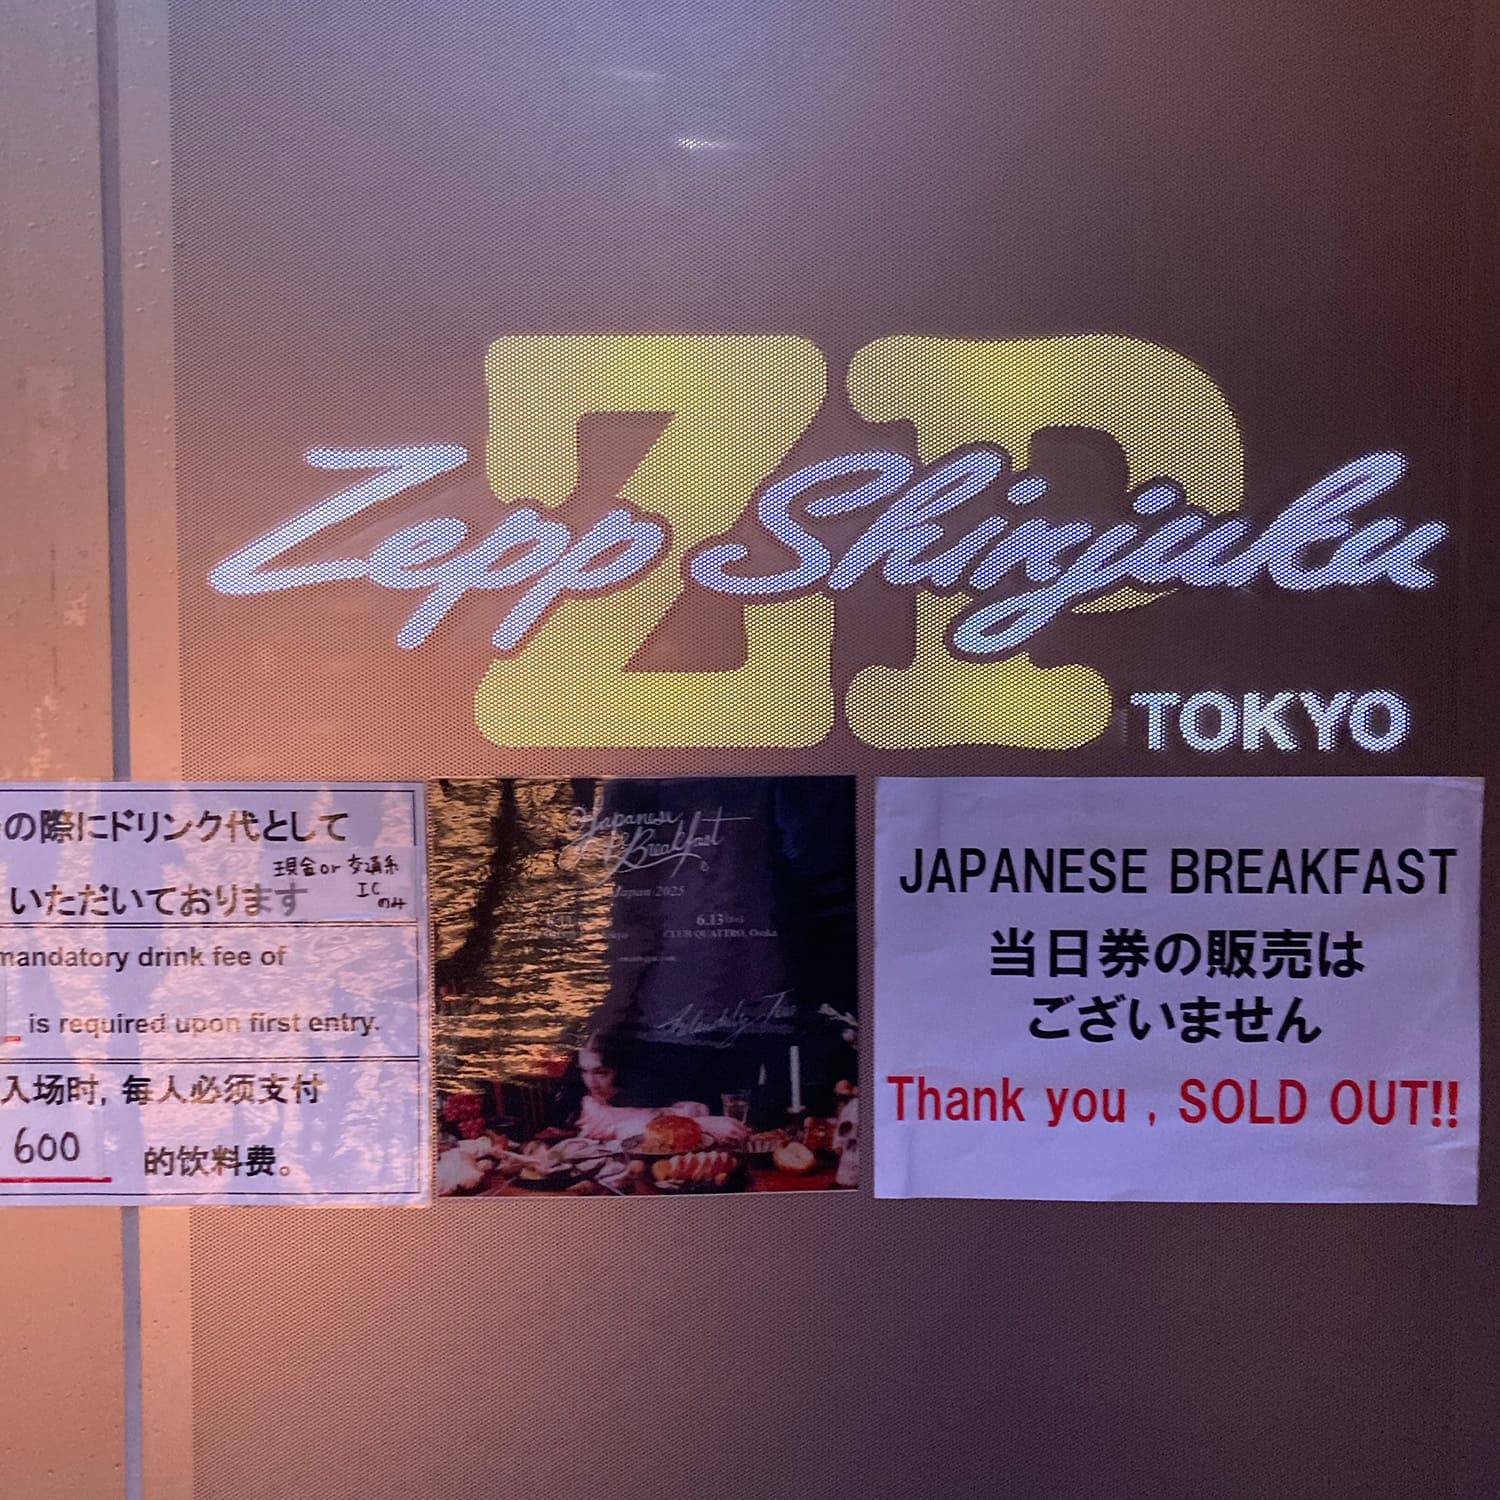 ZP
Zepp Shinjuku
TOKYO
の際にドリンク代として
現金or交通系
IC
のみ
いただいております
mandatory drink fee of
is required upon first entry.
入场时, 每人必须支付
600 的饮料费。
Japanese
Breakfast
Japan 2025
6.13
CLUB QUATTRO, Osaka
JAPANESE BREAKFAST
当日券の販売は
ございません
Thank you , SOLD OUT!!